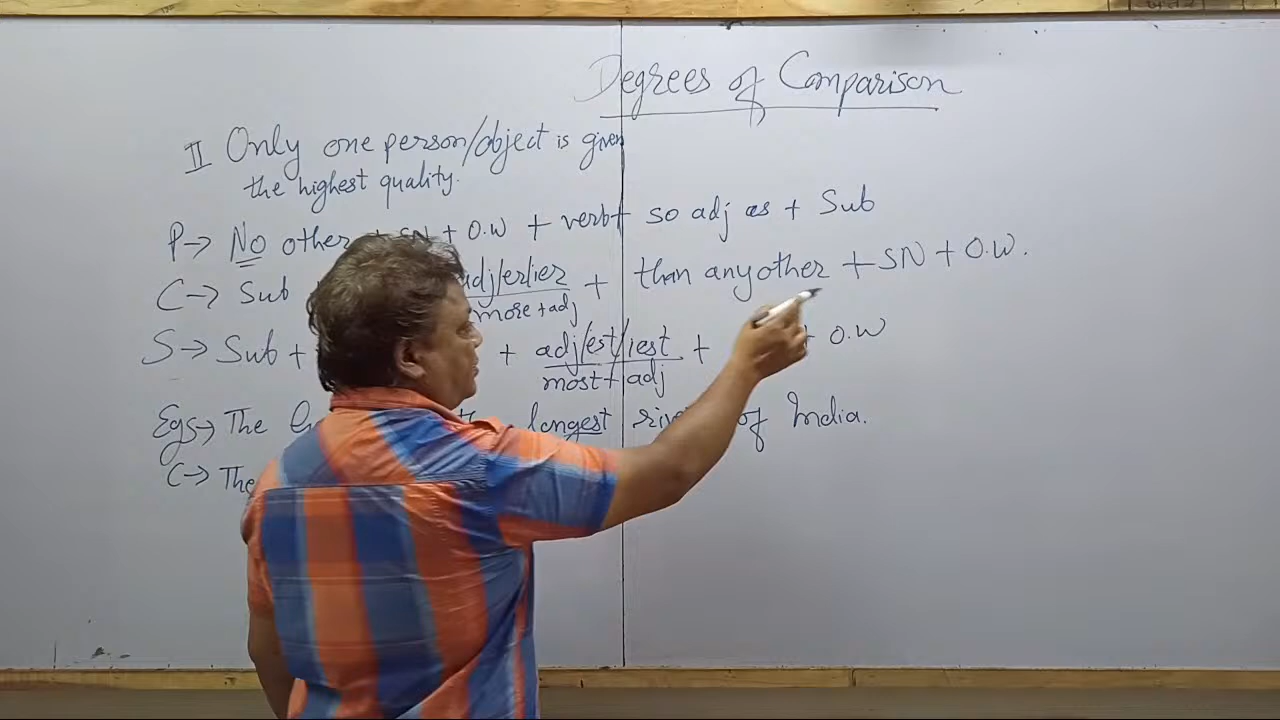 Degrees of Comparison
II Only one person/object is given
the highest quality.
P→ No other + SN + O.W + verb+ so adj as + Sub
C→ Sub adj/er/ier + than any other + SN + O.W.
more+adj
S→ Sub + + adj/est/iest + + O.W
most+adj
Egs→ The longest of India.
C→ The